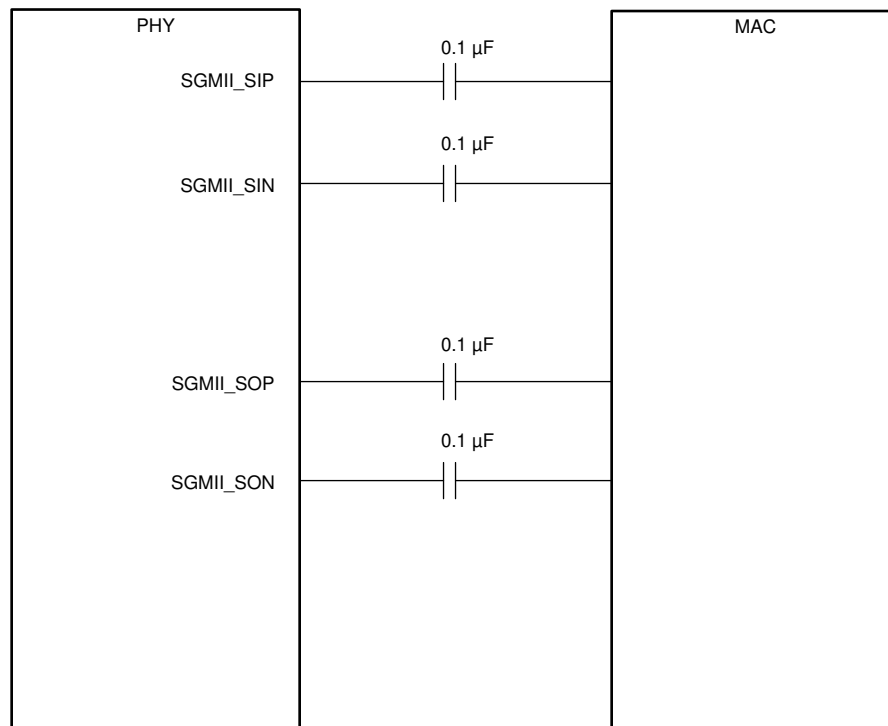 PHY
MAC
0.1 µF
SGMII_SIP
0.1 µF
SGMII_SIN
0.1 µF
SGMII_SOP
0.1 µF
SGMII_SON